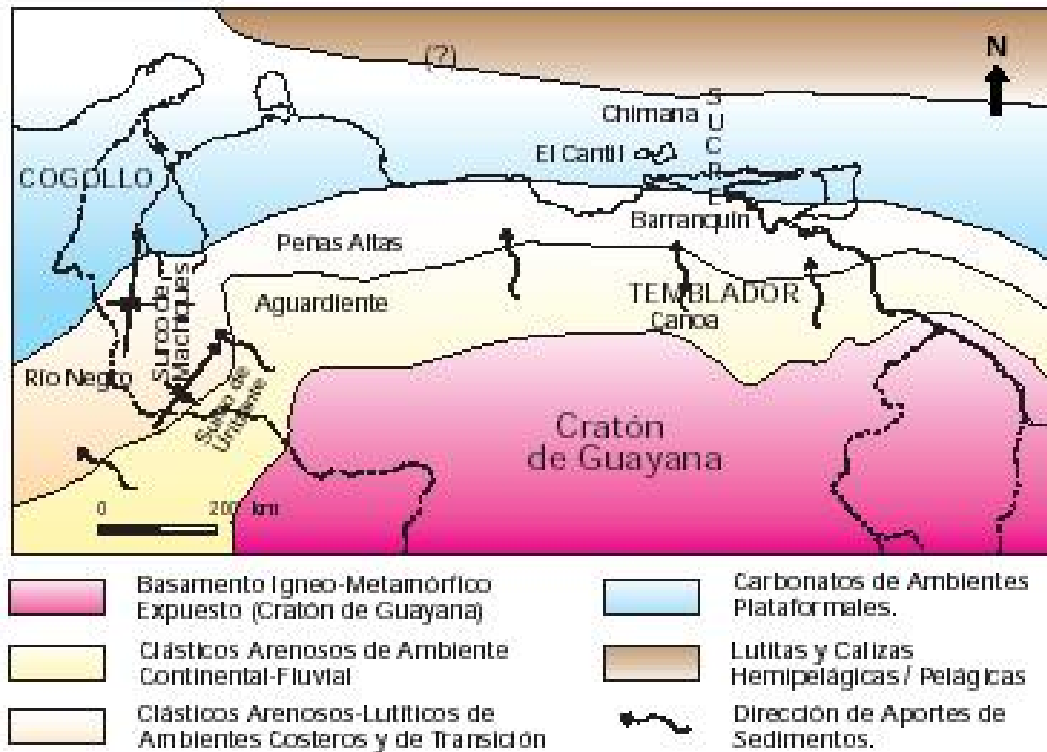 (?)
N
Chimana
SUCRE
El Cantil
COGOLLO
Barranquín
Peñas Altas
Surco de
Machiques
Aguardiente
TEMBLADOR
Canoa
Río Negro
Surco de
Uribante
Cratón
de Guayana
0 200 km
Basamento Igneo-Metamórfico
Expuesto (Cratón de Guayana)
Clásticos Arenosos de Ambiente
Continental-Fluvial
Clásticos Arenosos-Lutíticos de
Ambientes Costeros y de Transición
Carbonatos de Ambientes
Plataformales.
Lutitas y Calizas
Hemipelágicas / Pelágicas
Dirección de Aportes de
Sedimentos.